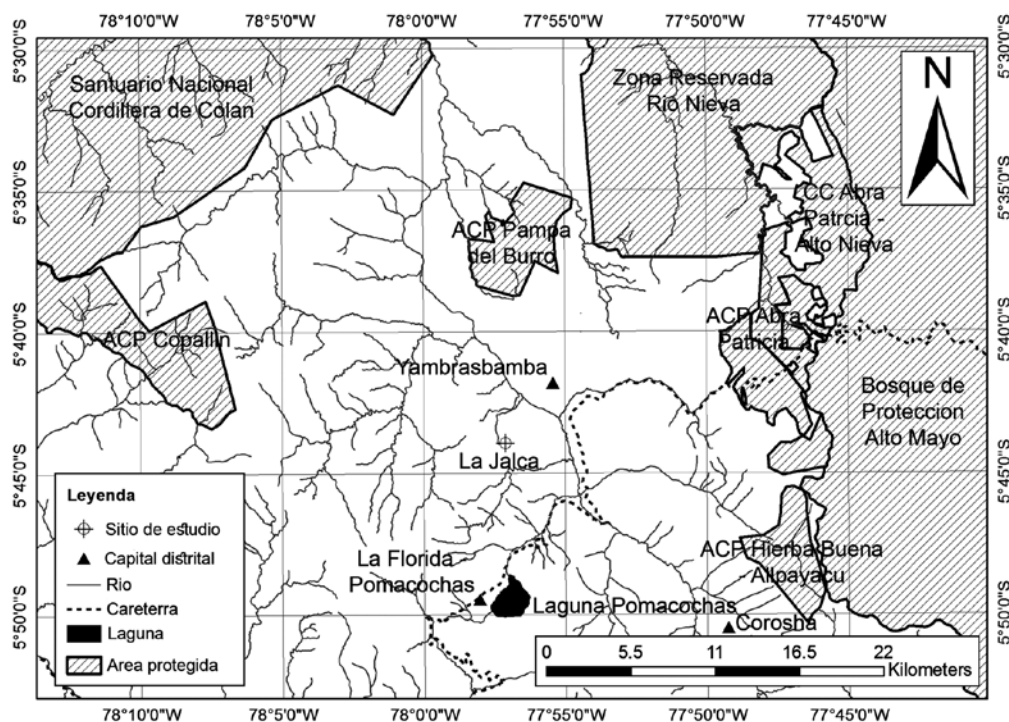 78°10'0"W 78°5'0"W 78°0'0"W 77°55'0"W 77°50'0"W 77°45'0"W
5°30'0"S
5°30'0"S
Santuario Nacional
Cordillera de Colan
Zona Reservada
Rio Nieva
N
5°35'0"S
5°35'0"S
CC Abra
Patrcia -
Alto Nieva
ACP Pampa
del Burro
5°40'0"S
5°40'0"S
ACP Copallin
ACP Abra
Patricia
Yambrasbamba
Bosque de
Proteccion
Alto Mayo
La Jalca
5°45'0"S
5°45'0"S
Leyenda
Sitio de estudio
Capital distrital
Rio
Careterra
Laguna
Area protegida
La Florida
Pomacochas
Laguna Pomacochas
ACP Hierba Buena
Allpayacu
Corosha
5°50'0"S
5°50'0"S
0 5.5 11 16.5 22
Kilometers
78°10'0"W 78°5'0"W 78°0'0"W 77°55'0"W 77°50'0"W 77°45'0"W